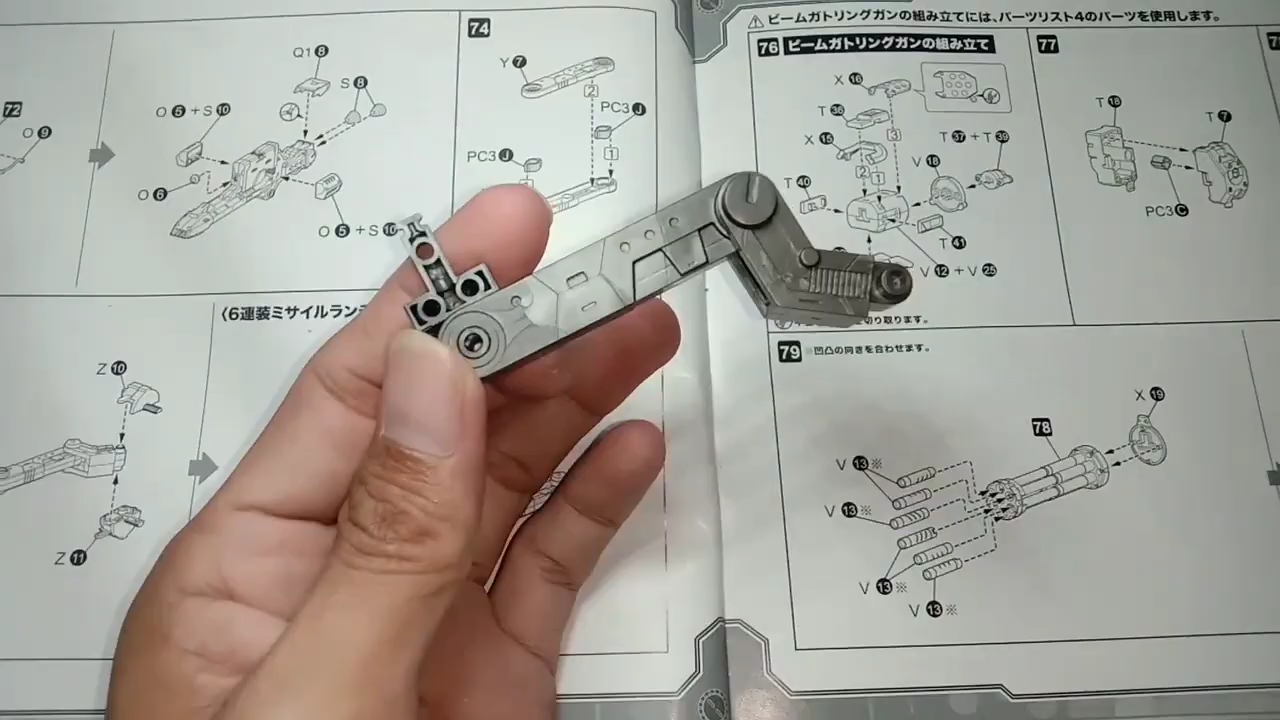 72
O 9
Q1 8
S 8
O 5 + S 10
O 6
O 5 + S 10
74
Y 7
2
PC3 J
1
PC3 J
〈6連装ミサイルラン
Z 10
Z 11
⚠ ビームガトリングガンの組み立てには、パーツリスト4のパーツを使用します。
76 ビームガトリングガンの組み立て
X 16
T 36
X 15
3
2
1
T 37 + T 39
V 18
T 40
T 41
V 12 + V 25
切り取ります。
77
T 18
T 7
PC3 C
79 ※凹凸の向きを合わせます。
78
X 19
V 13※
V 13※
V 13※
V 13※